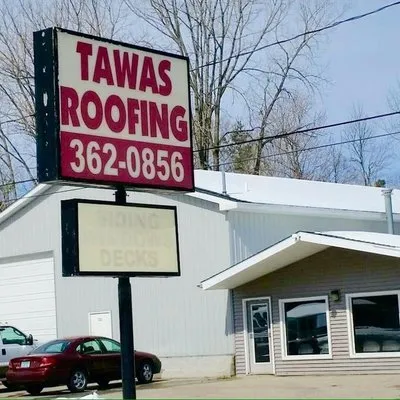 TAWAS
ROOFING
362-0856
SIDING
DECKS